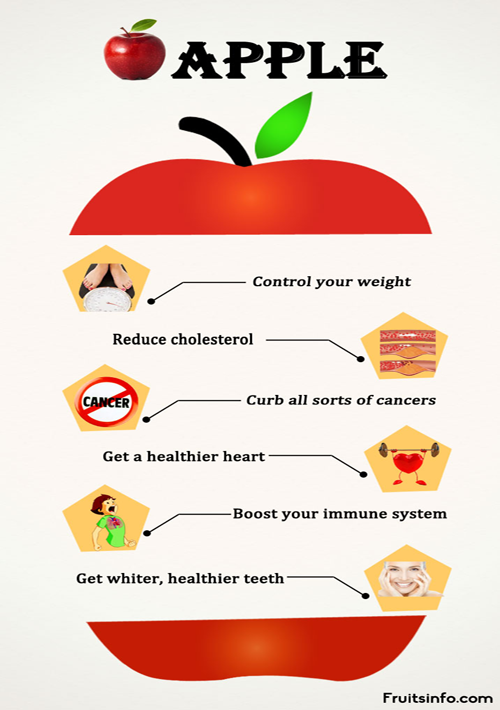 APPLE
Control your weight
Reduce cholesterol
CANCER
Curb all sorts of cancers
Get a healthier heart
Boost your immune system
Get whiter, healthier teeth
Fruitsinfo.com